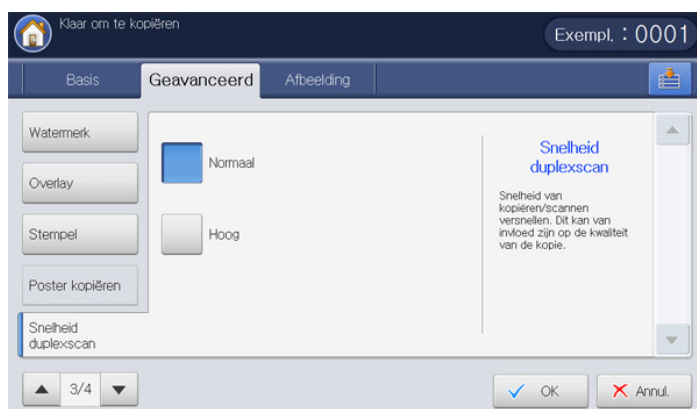 Klaar om te kopiëren
Exempl. : 0001
Basis
Geavanceerd
Afbeelding
Watermerk
Overlay
Stempel
Poster kopiëren
Snelheid
duplexscan
Normaal
Hoog
Snelheid
duplexscan
Snelheid van
kopiëren/scannen
versnellen. Dit kan van
invloed zijn op de kwaliteit
van de kopie.
3/4
OK
Annul.